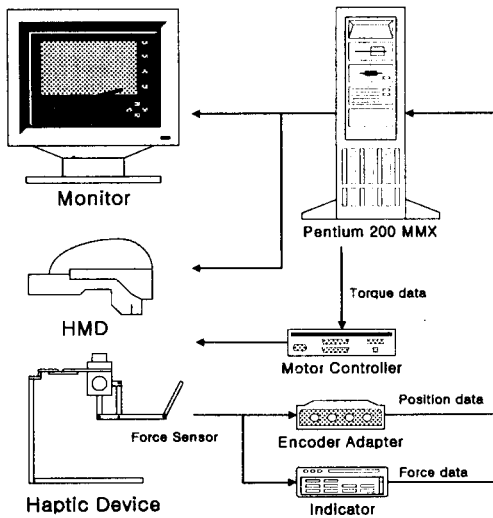 Monitor
Pentium 200 MMX
HMD
Torque data
Motor Controller
Position data
Force Sensor
Encoder Adapter
Force data
Haptic Device
Indicator